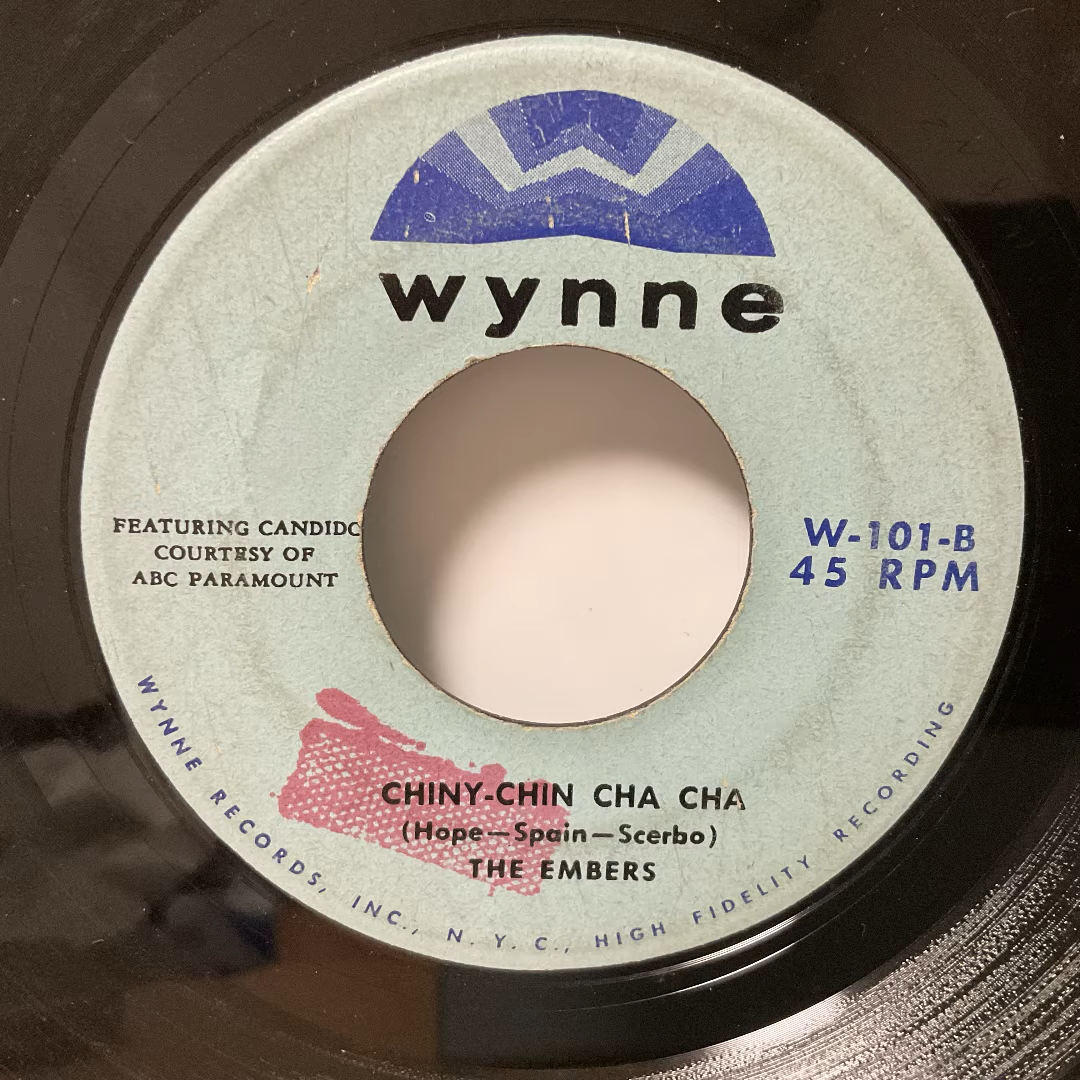 wynne
FEATURING CANDIDO
COURTESY OF
ABC PARAMOUNT
W-101-B
45 RPM
CHINY-CHIN CHA CHA
(Hope—Spain—Scerbo)
THE EMBERS
WYNNE RECORDS, INC., N. Y. C., HIGH FIDELITY RECORDING